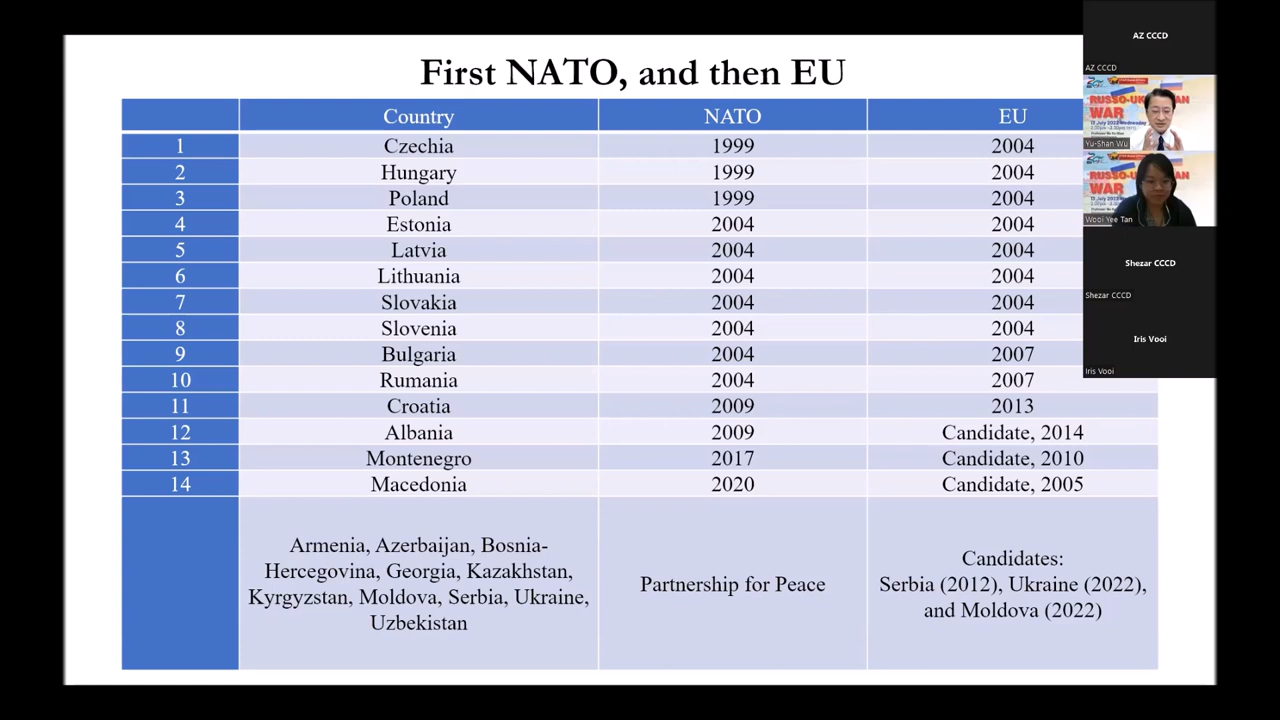 First NATO, and then EU
Country NATO EU
1 Czechia 1999 2004
2 Hungary 1999 2004
3 Poland 1999 2004
4 Estonia 2004 2004
5 Latvia 2004 2004
6 Lithuania 2004 2004
7 Slovakia 2004 2004
8 Slovenia 2004 2004
9 Bulgaria 2004 2007
10 Rumania 2004 2007
11 Croatia 2009 2013
12 Albania 2009 Candidate, 2014
13 Montenegro 2017 Candidate, 2010
14 Macedonia 2020 Candidate, 2005
Armenia, Azerbaijan, Bosnia-
Hercegovina, Georgia, Kazakhstan,
Kyrgyzstan, Moldova, Serbia, Ukraine,
Uzbekistan
Partnership for Peace
Candidates:
Serbia (2012), Ukraine (2022),
and Moldova (2022)
AZ CCCD
AZ CCCD
RUSSO-UK AN
WAR
Yu-Shan Wu
RUSSO-U AN
WAR
Wooi Yee Tan
Shezar CCCD
Shezar CCCD
Iris Vooi
Iris Vooi